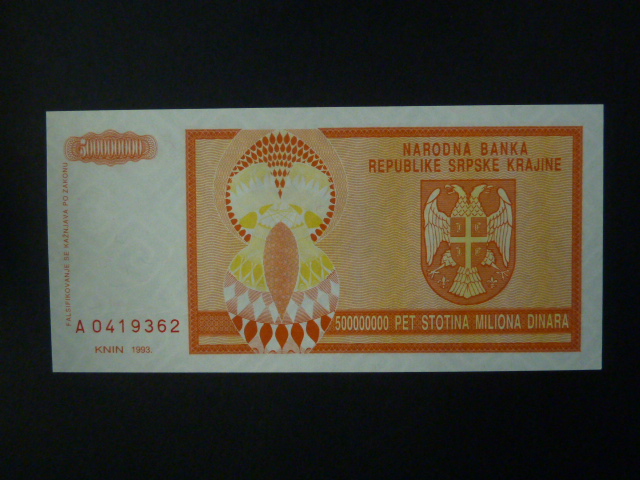 500000000
NARODNA BANKA
REPUBLIKE SRPSKE KRAJINE
FALSIFIKOVANJE SE KAŽNJAVA PO ZAKONU
A 0419362
KNIN 1993.
500000000 PET STOTINA MILIONA DINARA